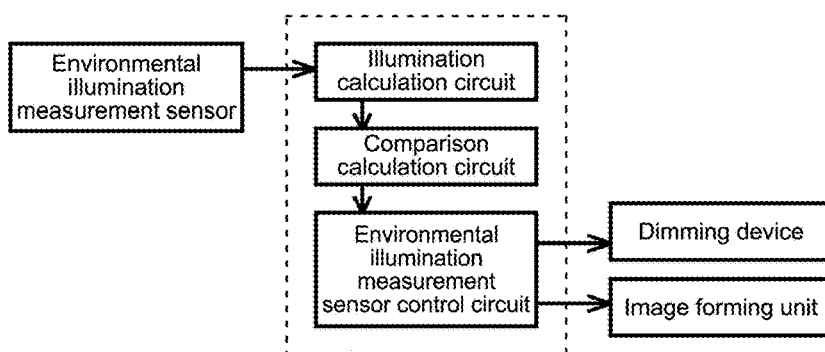 Environmental
illumination
measurement sensor
Illumination
calculation circuit
Comparison
calculation circuit
Environmental
illumination
measurement
sensor control circuit
Dimming device
Image forming unit